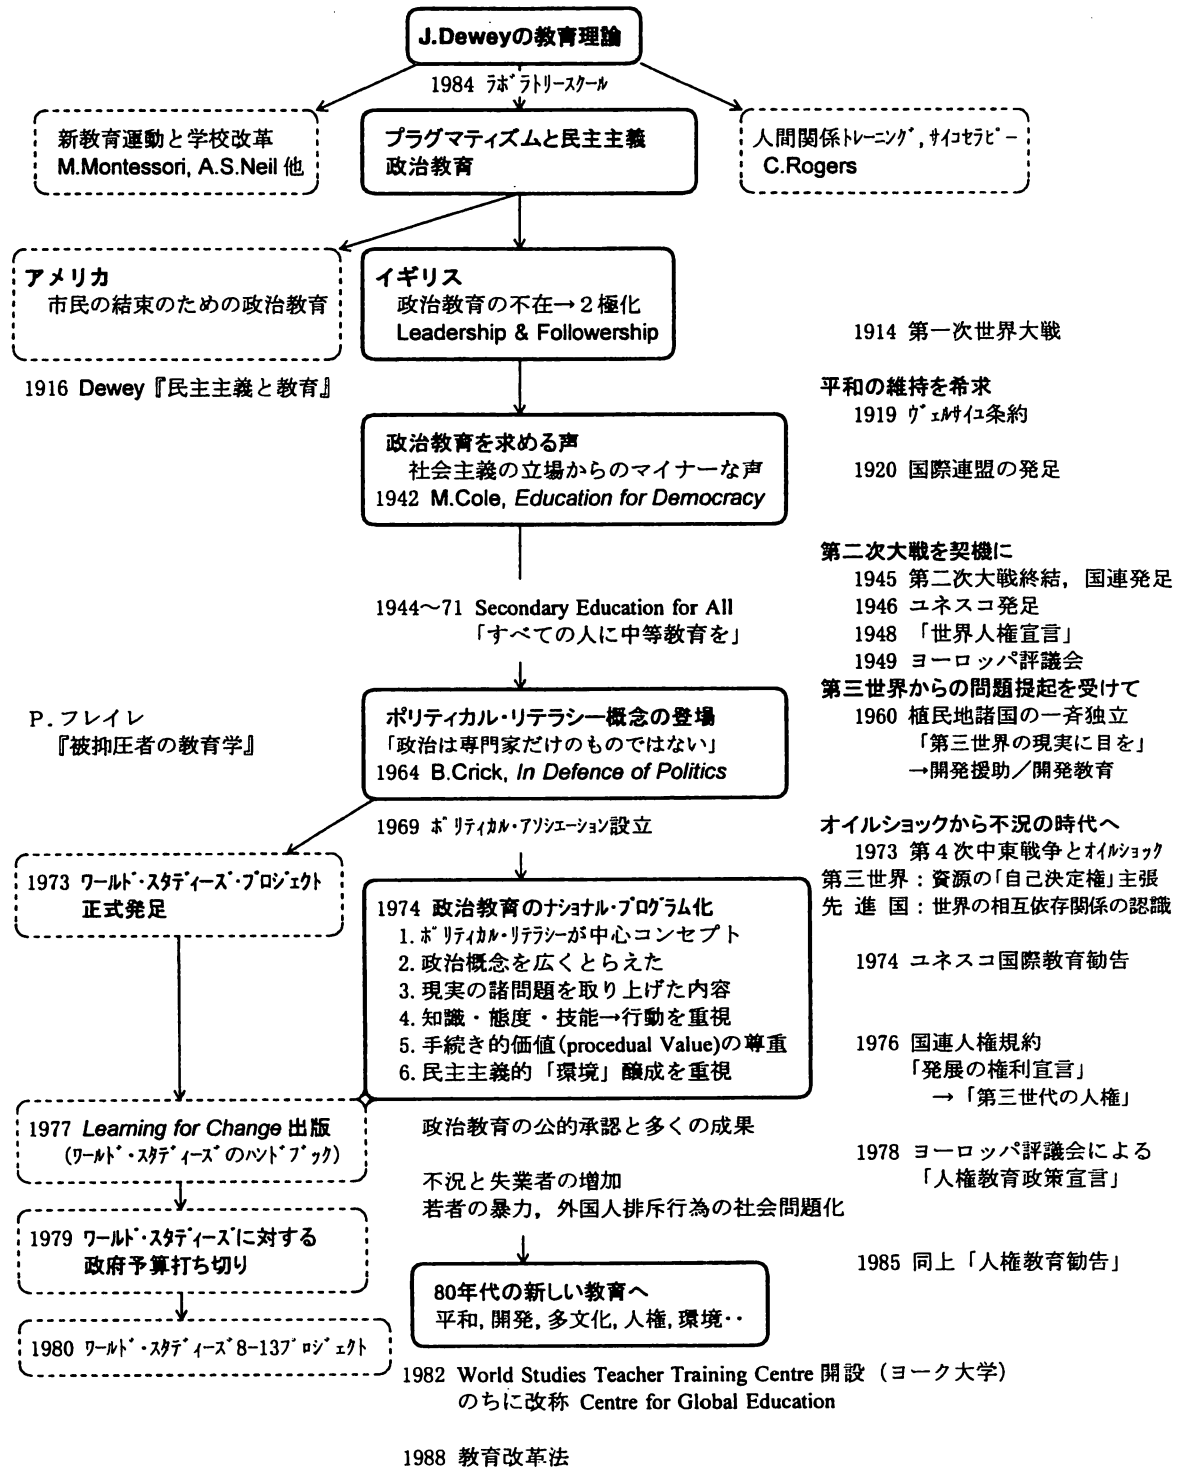 J.Deweyの教育理論
1984 ラボラトリースクール
新教育運動と学校改革
M.Montessori, A.S.Neil 他
プラグマティズムと民主主義
政治教育
人間関係トレーニング,サイコセラピー
C.Rogers
アメリカ
市民の結束のための政治教育
イギリス
政治教育の不在→2極化
Leadership & Followership
1916 Dewey『民主主義と教育』
政治教育を求める声
社会主義の立場からのマイナーな声
1942 M.Cole, Education for Democracy
1944〜71 Secondary Education for All
「すべての人に中等教育を」
P.フレイレ
『被抑圧者の教育学』
ポリティカル・リテラシー概念の登場
「政治は専門家だけのものではない」
1964 B.Crick, In Defence of Politics
1969 ポリティカル・アソシエーション設立
1973 ワールド・スタディーズ・プロジェクト
正式発足
1974 政治教育のナショナル・プログラム化
1. ポリティカル・リテラシーが中心コンセプト
2. 政治概念を広くとらえた
3. 現実の諸問題を取り上げた内容
4. 知識・態度・技能→行動を重視
5. 手続き的価値(procedual Value)の尊重
6. 民主主義的「環境」醸成を重視
1977 Learning for Change 出版
(ワールド・スタディーズのハンドブック)
政治教育の公的承認と多くの成果
不況と失業者の増加
若者の暴力，外国人排斥行為の社会問題化
1979 ワールド・スタディーズに対する
政府予算打ち切り
80年代の新しい教育へ
平和, 開発, 多文化, 人権, 環境‥
1980 ワールド・スタディーズ8-13プロジェクト
1982 World Studies Teacher Training Centre 開設（ヨーク大学）
のちに改称 Centre for Global Education
1988 教育改革法
1914 第一次世界大戦
平和の維持を希求
1919 ヴェルサイユ条約
1920 国際連盟の発足
第二次大戦を契機に
1945 第二次大戦終結，国連発足
1946 ユネスコ発足
1948 「世界人権宣言」
1949 ヨーロッパ評議会
第三世界からの問題提起を受けて
1960 植民地諸国の一斉独立
「第三世界の現実に目を」
→開発援助／開発教育
オイルショックから不況の時代へ
1973 第4次中東戦争とオイルショック
第三世界：資源の「自己決定権」主張
先 進 国：世界の相互依存関係の認識
1974 ユネスコ国際教育勧告
1976 国連人権規約
「発展の権利宣言」
→「第三世代の人権」
1978 ヨーロッパ評議会による
「人権教育政策宣言」
1985 同上「人権教育勧告」